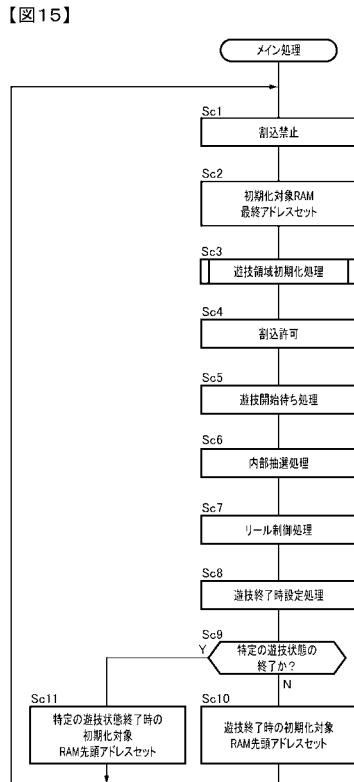 【図15】
メイン処理
Sc1
割込禁止
Sc2
初期化対象RAM
最終アドレスセット
Sc3
遊技領域初期化処理
Sc4
割込許可
Sc5
遊技開始待ち処理
Sc6
内部抽選処理
Sc7
リール制御処理
Sc8
遊技終了時設定処理
Sc9
Y
特定の遊技状態の
終了か?
N
Sc11
特定の遊技状態終了時の
初期化対象
RAM先頭アドレスセット
Sc10
遊技終了時の初期化対象
RAM先頭アドレスセット